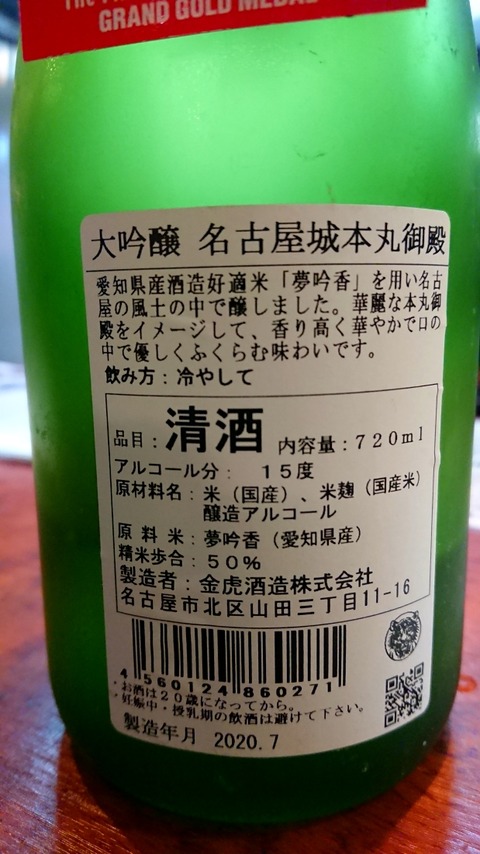 GRAND GOLD MEDAL
大吟醸 名古屋城本丸御殿
愛知県産酒造好適米「夢吟香」を用い名古
屋の風土の中で醸しました。華麗な本丸御
殿をイメージして、香り高く華やかで口の
中で優しくふくらむ味わいです。
飲み方：冷やして
品目：清酒 内容量：720ml
アルコール分： 15度
原材料名：米（国産）、米麹（国産米）
醸造アルコール
原料米：夢吟香（愛知県産）
精米歩合：50％
製造者：金虎酒造株式会社
名古屋市北区山田三丁目11-16
4 560124 860271
・お酒は20歳になってから。
・妊娠中・授乳期の飲酒は避けて下さい。
製造年月 2020.7